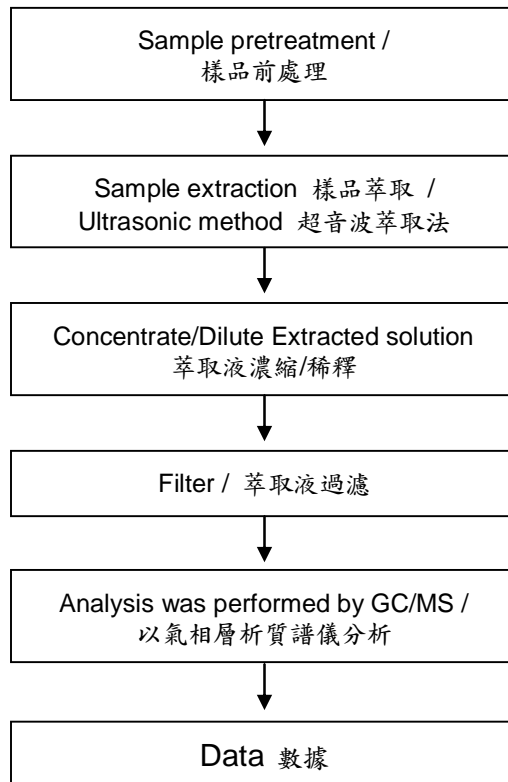 Sample pretreatment /
樣品前處理
Sample extraction 樣品萃取 /
Ultrasonic method 超音波萃取法
Concentrate/Dilute Extracted solution
萃取液濃縮/稀釋
Filter / 萃取液過濾
Analysis was performed by GC/MS /
以氣相層析質譜儀分析
Data 數據